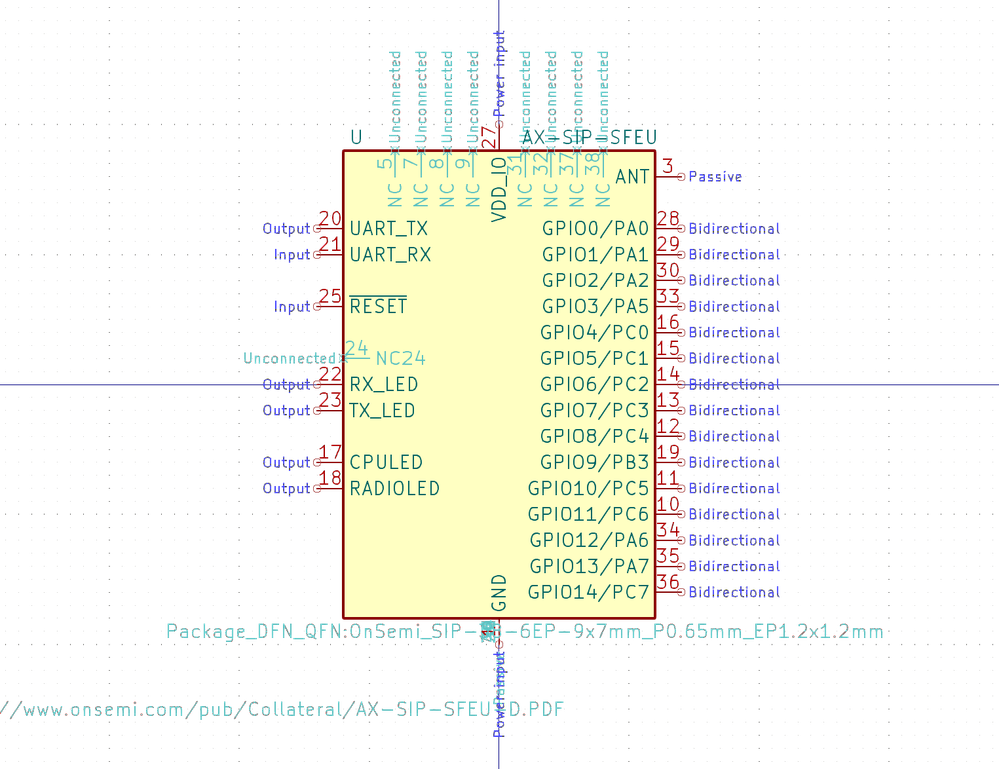 Unconnected Unconnected Unconnected Unconnected Power input Unconnected Unconnected Unconnected Unconnected
U AX-SIP-SFEU
5 7 8 9 27 31 32 37 38
NC NC NC NC VDD_IO NC NC NC NC
ANT 3 Passive
Output 20 UART_TX GPIO0/PA0 28 Bidirectional
Input 21 UART_RX GPIO1/PA1 29 Bidirectional
GPIO2/PA2 30 Bidirectional
Input 25 RESET GPIO3/PA5 33 Bidirectional
GPIO4/PC0 16 Bidirectional
Unconnected 24 NC24 GPIO5/PC1 15 Bidirectional
Output 22 RX_LED GPIO6/PC2 14 Bidirectional
Output 23 TX_LED GPIO7/PC3 13 Bidirectional
GPIO8/PC4 12 Bidirectional
Output 17 CPULED GPIO9/PB3 19 Bidirectional
Output 18 RADIOLED GPIO10/PC5 11 Bidirectional
GPIO11/PC6 10 Bidirectional
GPIO12/PA6 34 Bidirectional
GPIO13/PA7 35 Bidirectional
GPIO14/PC7 36 Bidirectional
GND
Package_DFN_QFN:OnSemi_SIP- -6EP-9x7mm_P0.65mm_EP1.2x1.2mm
Power input
//www.onsemi.com/pub/Collateral/AX-SIP-SFEU D.PDF